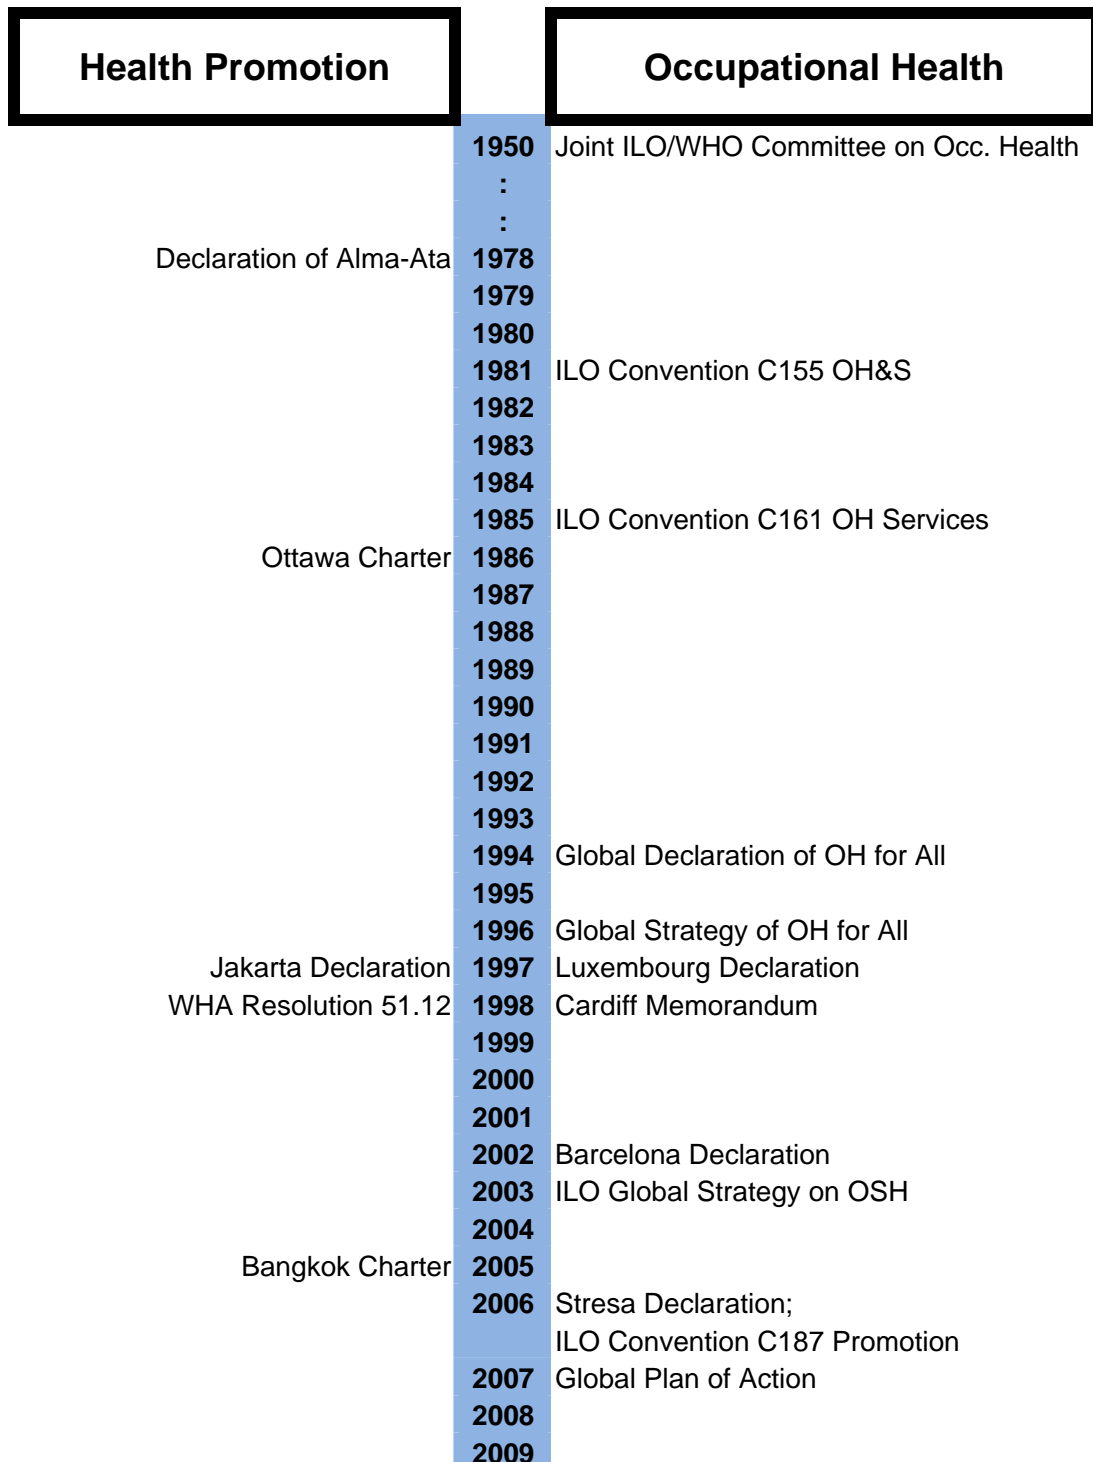 Health Promotion Occupational Health
1950 Joint ILO/WHO Committee on Occ. Health
:
:
Declaration of Alma-Ata 1978
1979
1980
1981 ILO Convention C155 OH&S
1982
1983
1984
1985 ILO Convention C161 OH Services
Ottawa Charter 1986
1987
1988
1989
1990
1991
1992
1993
1994 Global Declaration of OH for All
1995
1996 Global Strategy of OH for All
Jakarta Declaration 1997 Luxembourg Declaration
WHA Resolution 51.12 1998 Cardiff Memorandum
1999
2000
2001
2002 Barcelona Declaration
2003 ILO Global Strategy on OSH
2004
Bangkok Charter 2005
2006 Stresa Declaration;
ILO Convention C187 Promotion
2007 Global Plan of Action
2008
2009